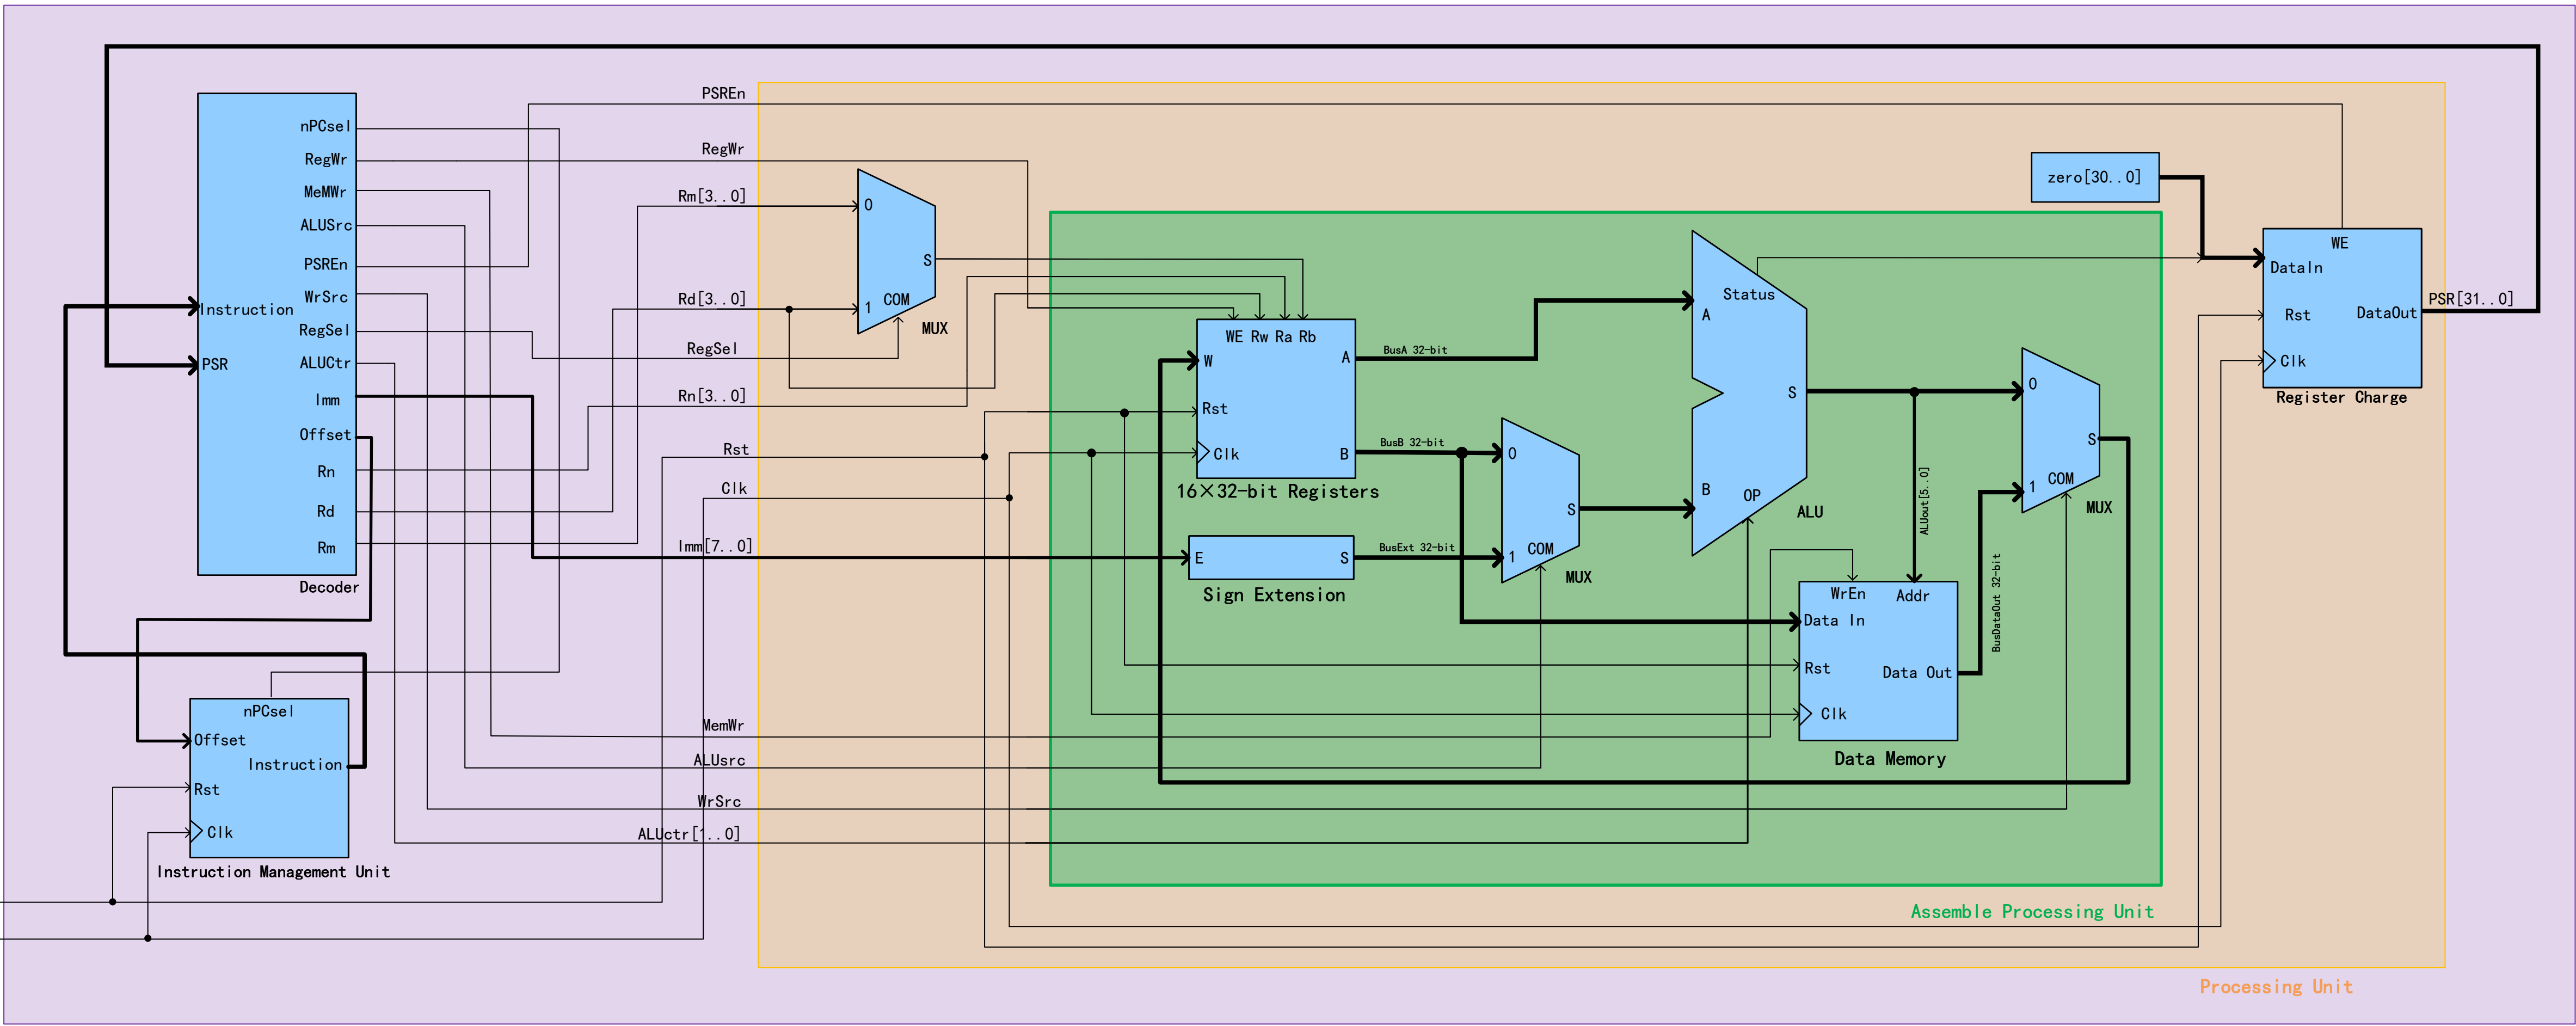 nPCsel
RegWr
MeMWr
ALUSrc
PSREn
WrSrc
RegSel
ALUCtr
Imm
Offset
Rn
Rd
Rm
Instruction
PSR
Decoder
nPCsel
Offset
Instruction
Rst
Clk
Instruction Management Unit
PSREn
RegWr
Rm[3..0]
Rd[3..0]
RegSel
Rn[3..0]
Rst
Clk
Imm[7..0]
MemWr
ALUsrc
WrSrc
ALUctr[1..0]
0
S
1
COM
MUX
WE Rw Ra Rb
W
A
Rst
Clk
B
16×32-bit Registers
E
S
Sign Extension
BusA 32-bit
BusB 32-bit
BusExt 32-bit
0
S
1
COM
MUX
Status
A
S
B
OP
ALU
ALUout[5..0]
WrEn
Addr
Data In
Rst
Data Out
Clk
Data Memory
BusDataOut 32-bit
0
S
1
COM
MUX
zero[30..0]
WE
DataIn
Rst
DataOut
Clk
Register Charge
PSR[31..0]
Assemble Processing Unit
Processing Unit